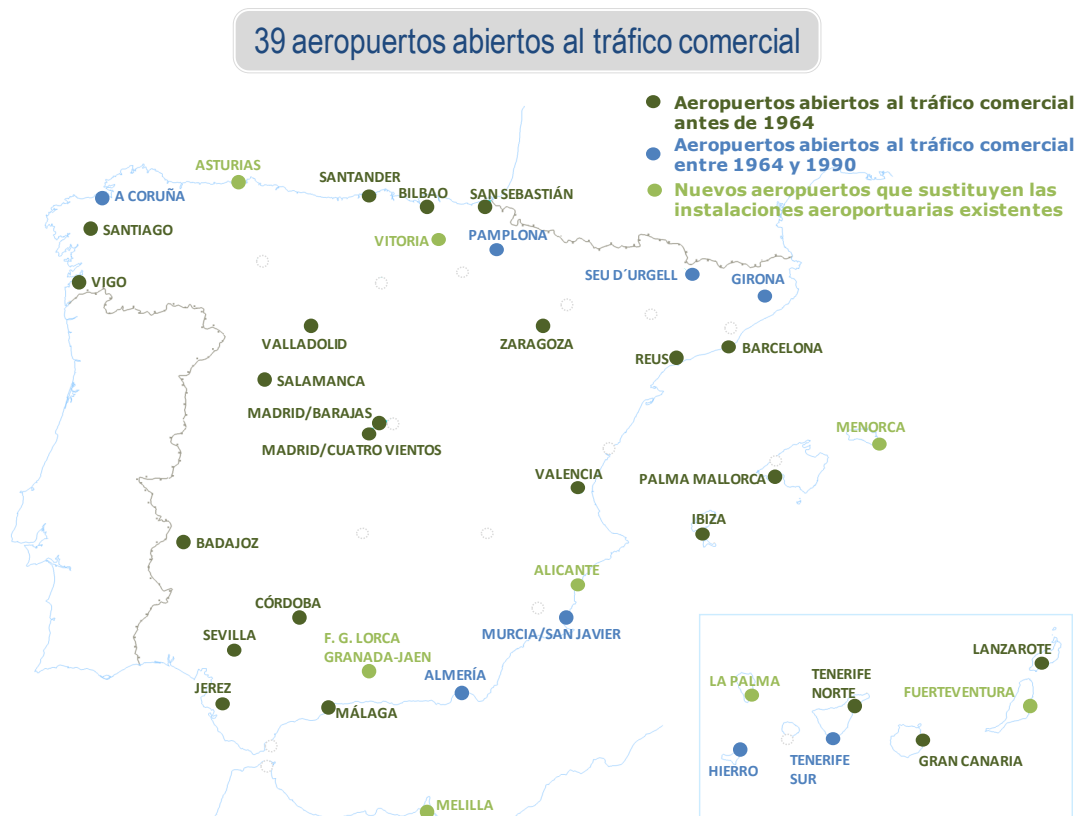 39 aeropuertos abiertos al tráfico comercial
Aeropuertos abiertos al tráfico comercial
antes de 1964
Aeropuertos abiertos al tráfico comercial
entre 1964 y 1990
Nuevos aeropuertos que sustituyen las
instalaciones aeroportuarias existentes
ASTURIAS
A CORUÑA
SANTANDER
BILBAO
SAN SEBASTIÁN
SANTIAGO
VITORIA
PAMPLONA
VIGO
SEU D´URGELL
GIRONA
VALLADOLID
ZARAGOZA
REUS
BARCELONA
SALAMANCA
MADRID/BARAJAS
MADRID/CUATRO VIENTOS
MENORCA
VALENCIA
PALMA MALLORCA
IBIZA
BADAJOZ
ALICANTE
CÓRDOBA
SEVILLA
F. G. LORCA
GRANADA-JAEN
MURCIA/SAN JAVIER
JEREZ
MÁLAGA
ALMERÍA
MELILLA
LANZAROTE
LA PALMA
TENERIFE
NORTE
FUERTEVENTURA
HIERRO
TENERIFE
SUR
GRAN CANARIA